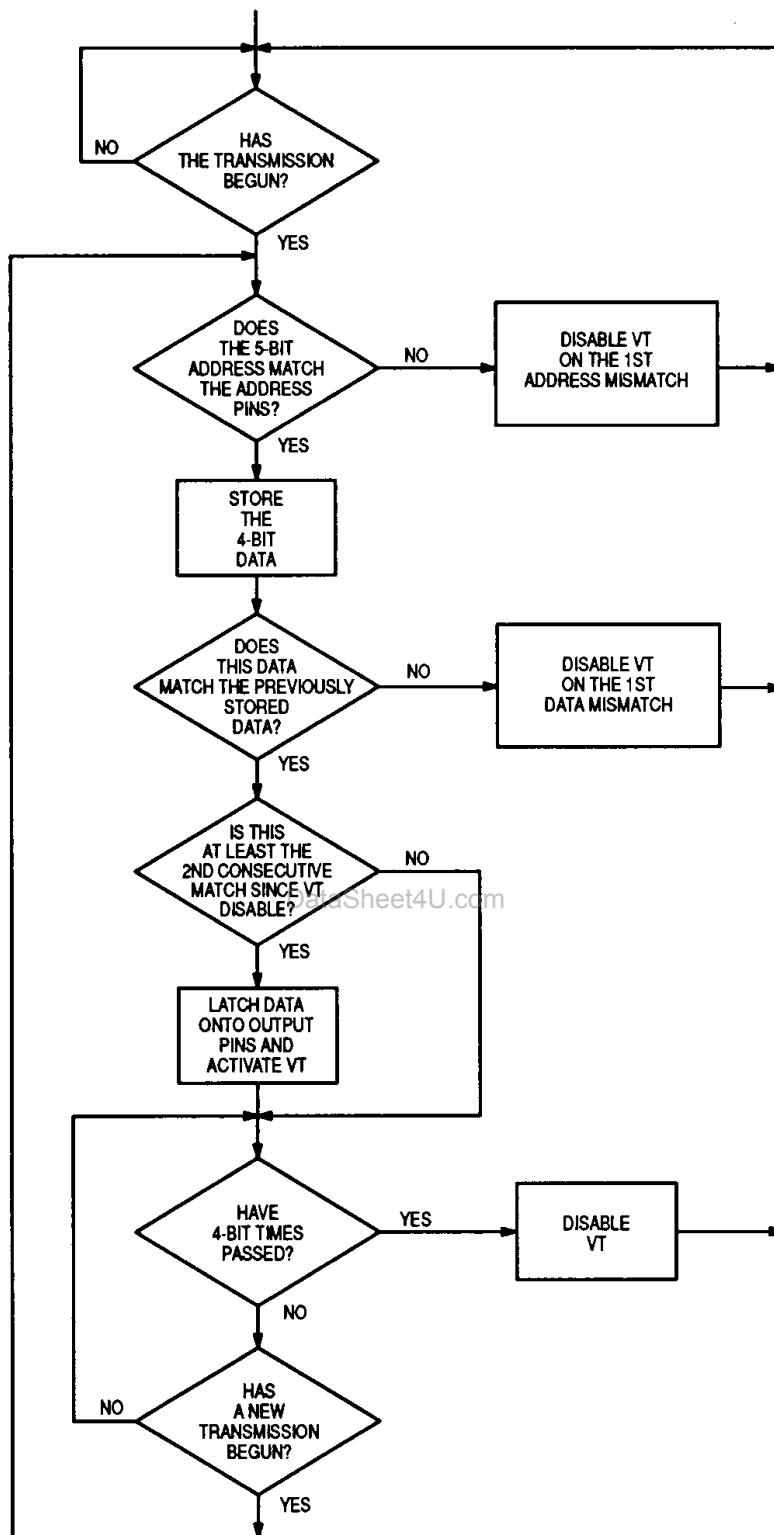 HAS
THE TRANSMISSION
BEGUN?
NO
YES
DOES
THE 5-BIT
ADDRESS MATCH
THE ADDRESS
PINS?
NO
DISABLE VT
ON THE 1ST
ADDRESS MISMATCH
YES
STORE
THE
4-BIT
DATA
DOES
THIS DATA
MATCH THE PREVIOUSLY
STORED
DATA?
NO
DISABLE VT
ON THE 1ST
DATA MISMATCH
YES
IS THIS
AT LEAST THE
2ND CONSECUTIVE
MATCH SINCE VT
DISABLE?
NO
DataSheet4U.com
YES
LATCH DATA
ONTO OUTPUT
PINS AND
ACTIVATE VT
HAVE
4-BIT TIMES
PASSED?
YES
DISABLE
VT
NO
HAS
A NEW
TRANSMISSION
BEGUN?
NO
YES